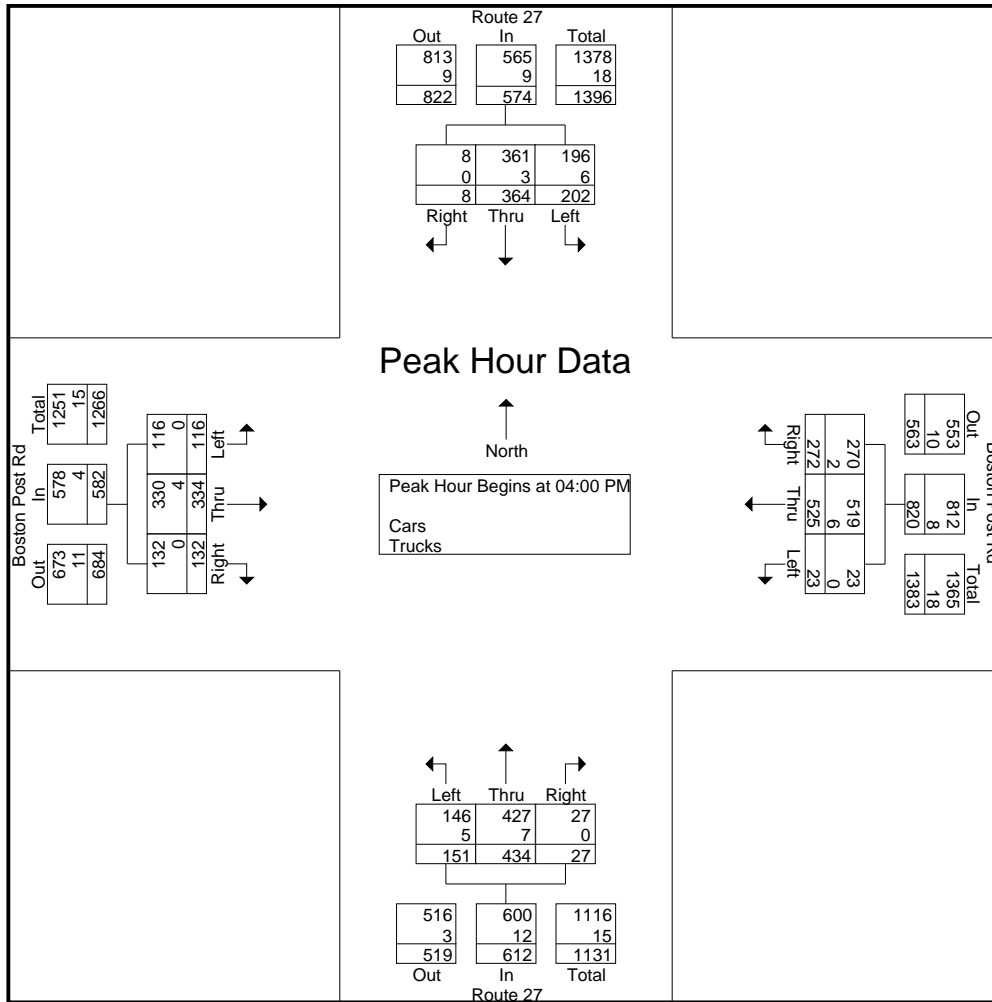 Route 27
Out In Total
813 565 1378
9 9 18
822 574 1396
8 361 196
0 3 6
8 364 202
Right Thru Left
Peak Hour Data
North
Peak Hour Begins at 04:00 PM
Cars
Trucks
Boston Post Rd
Out In Total
673 578 1251
11 4 15
684 582 1266
132 330 116
0 4 0
132 334 116
Right Thru Left
Boston Post Rd
Out In Total
553 812 1365
10 8 18
563 820 1383
270 519 23
2 6 0
272 525 23
Right Thru Left
Left Thru Right
146 427 27
5 7 0
151 434 27
516 600 1116
3 12 15
519 612 1131
Out In Total
Route 27